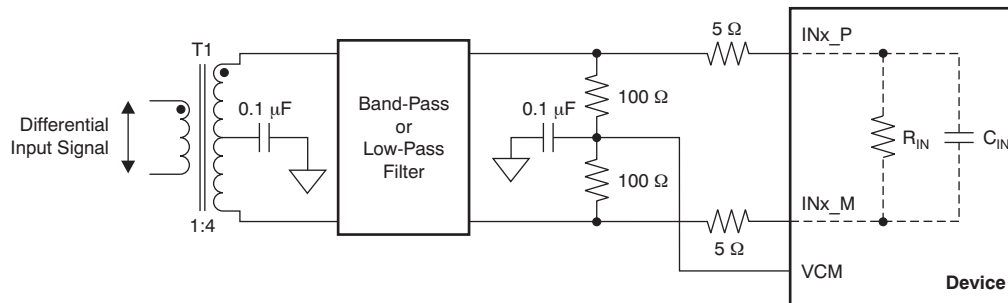 T1
Differential
Input Signal
1:4
0.1 μF
Band-Pass
or
Low-Pass
Filter
0.1 μF
100 Ω
100 Ω
5 Ω
5 Ω
INx_P
R_IN
C_IN
INx_M
VCM
Device